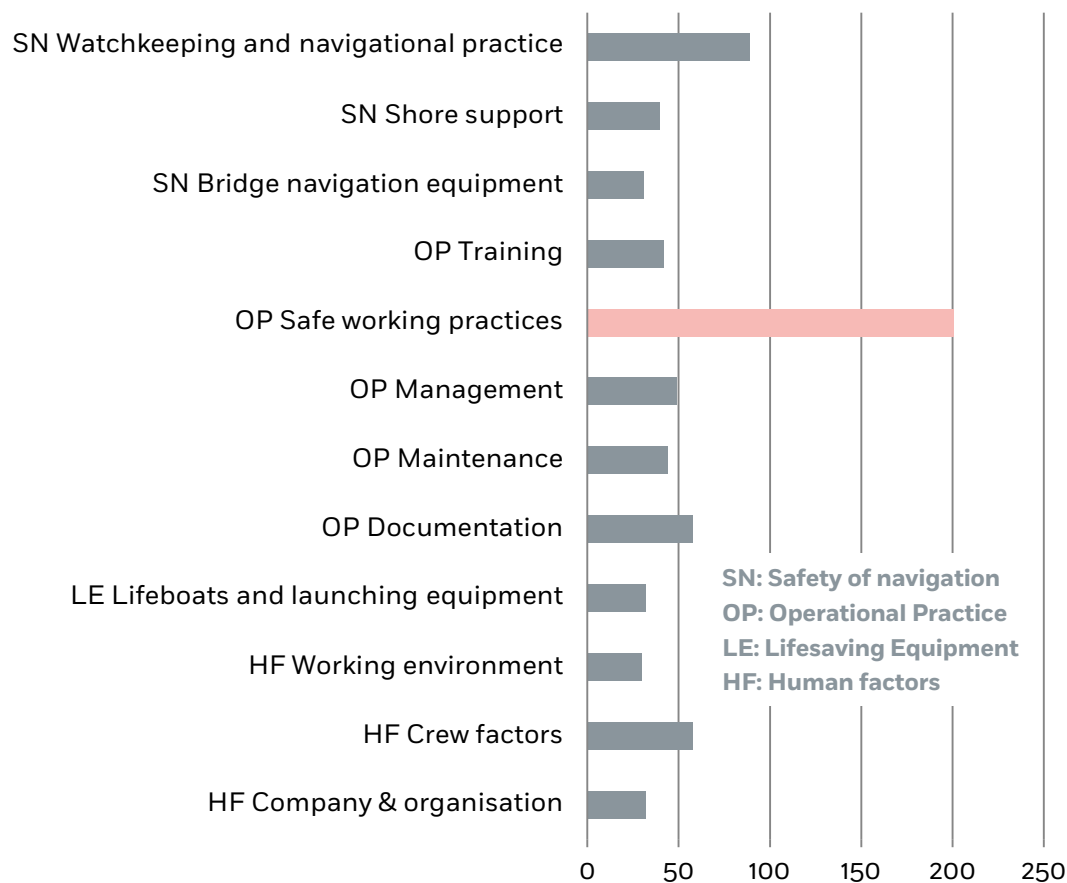 SN Watchkeeping and navigational practice
SN Shore support
SN Bridge navigation equipment
OP Training
OP Safe working practices
OP Management
OP Maintenance
OP Documentation
LE Lifeboats and launching equipment
HF Working environment
HF Crew factors
HF Company & organisation
SN: Safety of navigation
OP: Operational Practice
LE: Lifesaving Equipment
HF: Human factors
0 50 100 150 200 250